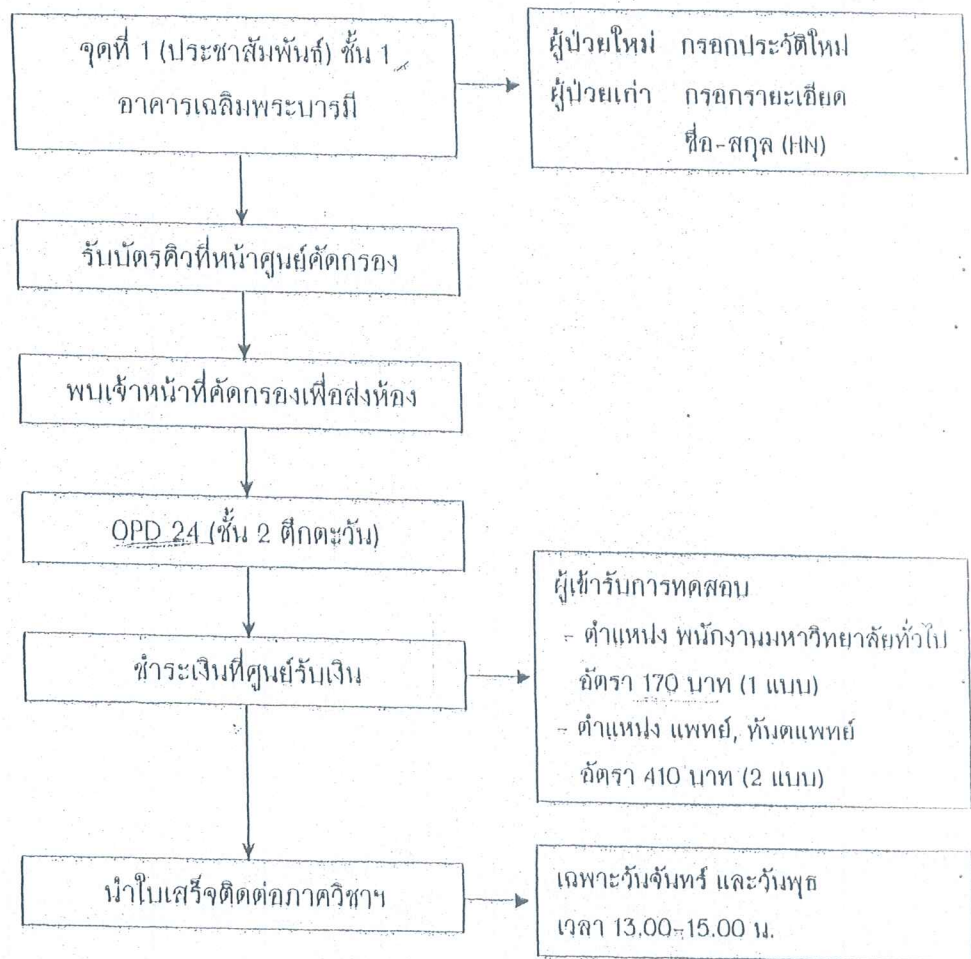 จุดที่ 1 (ประชาสัมพันธ์) ชั้น 1
อาคารเฉลิมพระบารมี
ผู้ป่วยใหม่ กรอกประวัติใหม่
ผู้ป่วยเก่า กรอกรายะเอียด
ชื่อ-สกุล (HN)
รับบัตรคิวที่หน้าศูนย์คัดกรอง
พบเจ้าหน้าที่คัดกรองเพื่อส่งห้อง
OPD 24 (ชั้น 2 ตึกตะวัน)
ชำระเงินที่ศูนย์รับเงิน
ผู้เข้ารับการทดสอบ
- ตำแหน่ง พนักงานมหาวิทยาลัยทั่วไป
อัตรา 170 บาท (1 แบบ)
- ตำแหน่ง แพทย์, ทันตแพทย์
อัตรา 410 บาท (2 แบบ)
นำใบเสร็จติดต่อภาควิชาฯ
เฉพาะวันจันทร์ และวันพุธ
เวลา 13.00-15.00 น.